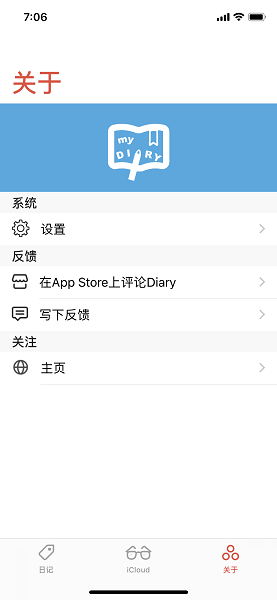 7:06
关于
my
DIARY
系统
设置
反馈
在App Store上评论Diary
写下反馈
关注
主页
日记
iCloud
关于